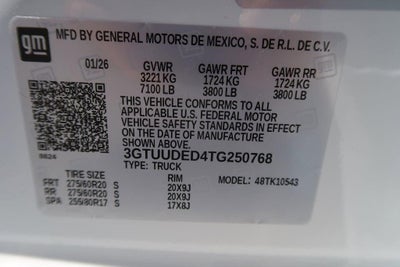 gm
MFD BY GENERAL MOTORS DE MEXICO, S. DE R.L. DE C.V.
01/26 GVWR GAWR FRT GAWR RR
3221 KG 1724 KG 1724 KG
7100 LB 3800 LB 3800 LB
THIS VEHICLE CONFORMS TO ALL
APPLICABLE U.S. FEDERAL MOTOR
VEHICLE SAFETY AND THEFT
PREVENTION STANDARDS IN EFFECT
ON THE DATE OF MANUFACTURE
SHOWN ABOVE.
3GTUUDED4TG250768
TYPE: TRUCK MODEL: 48TK10543
TIRE SIZE RIM
FRT 275/60R20 S 20X9J
RR 275/60R20 S 20X9J
SPA 255/80R17 S 17X8J